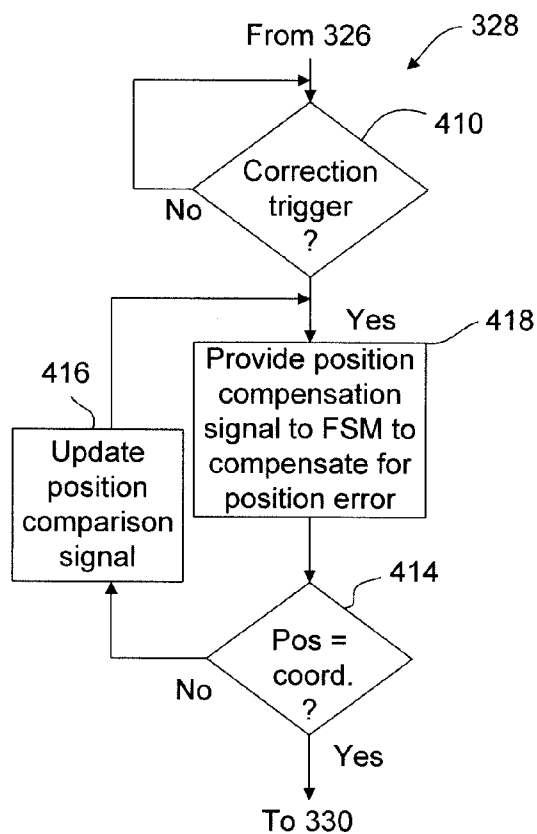 From 326
328
410
Correction
trigger
?
No
Yes
418
Provide position
compensation
signal to FSM to
compensate for
position error
416
Update
position
comparison
signal
414
Pos =
coord.
?
No
Yes
To 330